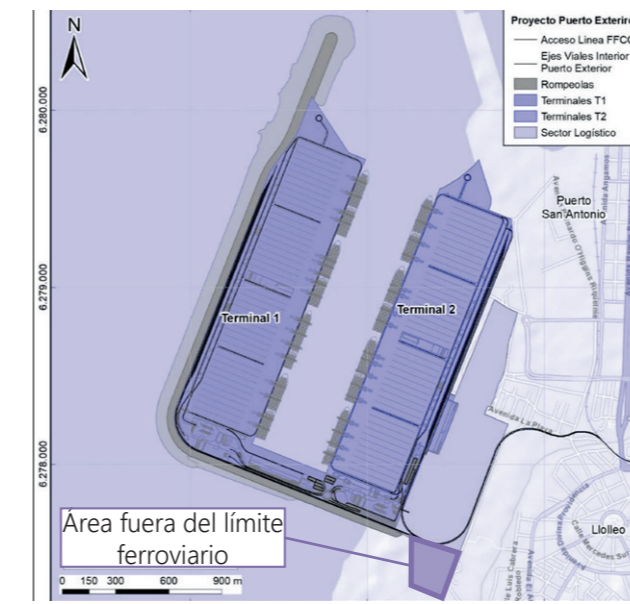 N
Proyecto Puerto Exterior
Acceso Linea FFCC
Ejes Viales Interior
Puerto Exterior
Rompeolas
Terminales T1
Terminales T2
Sector Logístico
6.280.000
6.279.000
6.278.000
Puerto
San Antonio
Terminal 1
Terminal 2
Avenida La Playa
Llolleo
Área fuera del límite
ferroviario
0 150 300 600 900 m